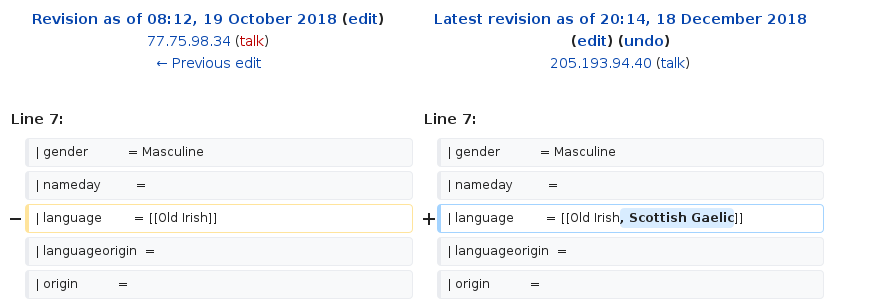 Revision as of 08:12, 19 October 2018 (edit)
77.75.98.34 (talk)
← Previous edit
Latest revision as of 20:14, 18 December 2018
(edit) (undo)
205.193.94.40 (talk)
Line 7:
Line 7:
| gender = Masculine
| gender = Masculine
| nameday =
| nameday =
− | language = [[Old Irish]]
+ | language = [[Old Irish, Scottish Gaelic]]
| languageorigin =
| languageorigin =
| origin =
| origin =